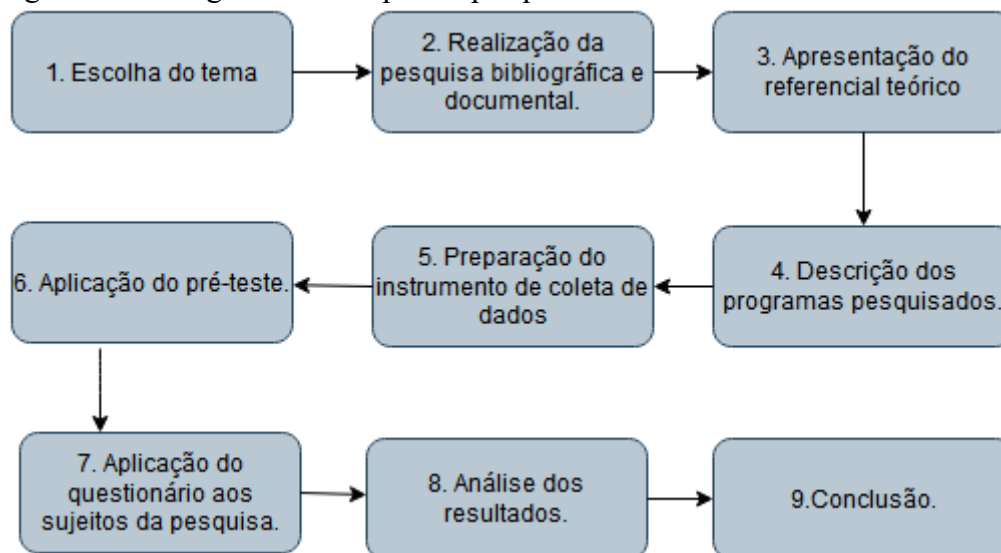 1. Escolha do tema
2. Realização da
pesquisa bibliográfica e
documental.
3. Apresentação do
referencial teórico
4. Descrição dos
programas pesquisados.
5. Preparação do
instrumento de coleta de
dados
6. Aplicação do pré-teste.
7. Aplicação do
questionário aos
sujeitos da pesquisa.
8. Análise dos
resultados.
9.Conclusão.